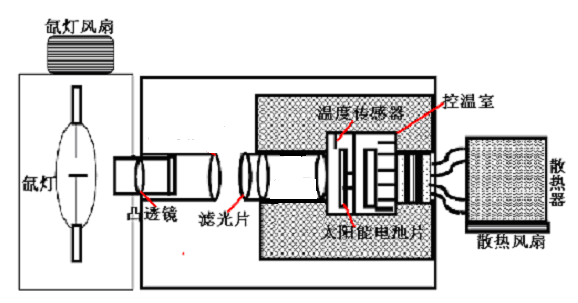 氙灯风扇
温度传感器
控温室
氙灯
凸透镜
滤光片
太阳能电池片
散热器
散热风扇